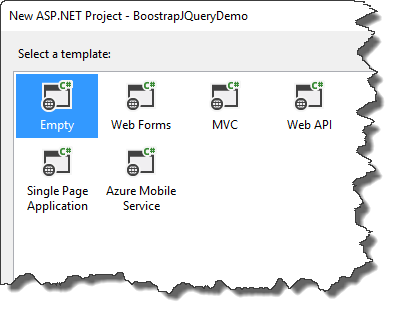 New ASP.NET Project - BoostrapJQueryDemo
Select a template:
C# C# C# C#
Empty Web Forms MVC Web API
C# C#
Single Page Azure Mobile
Application Service